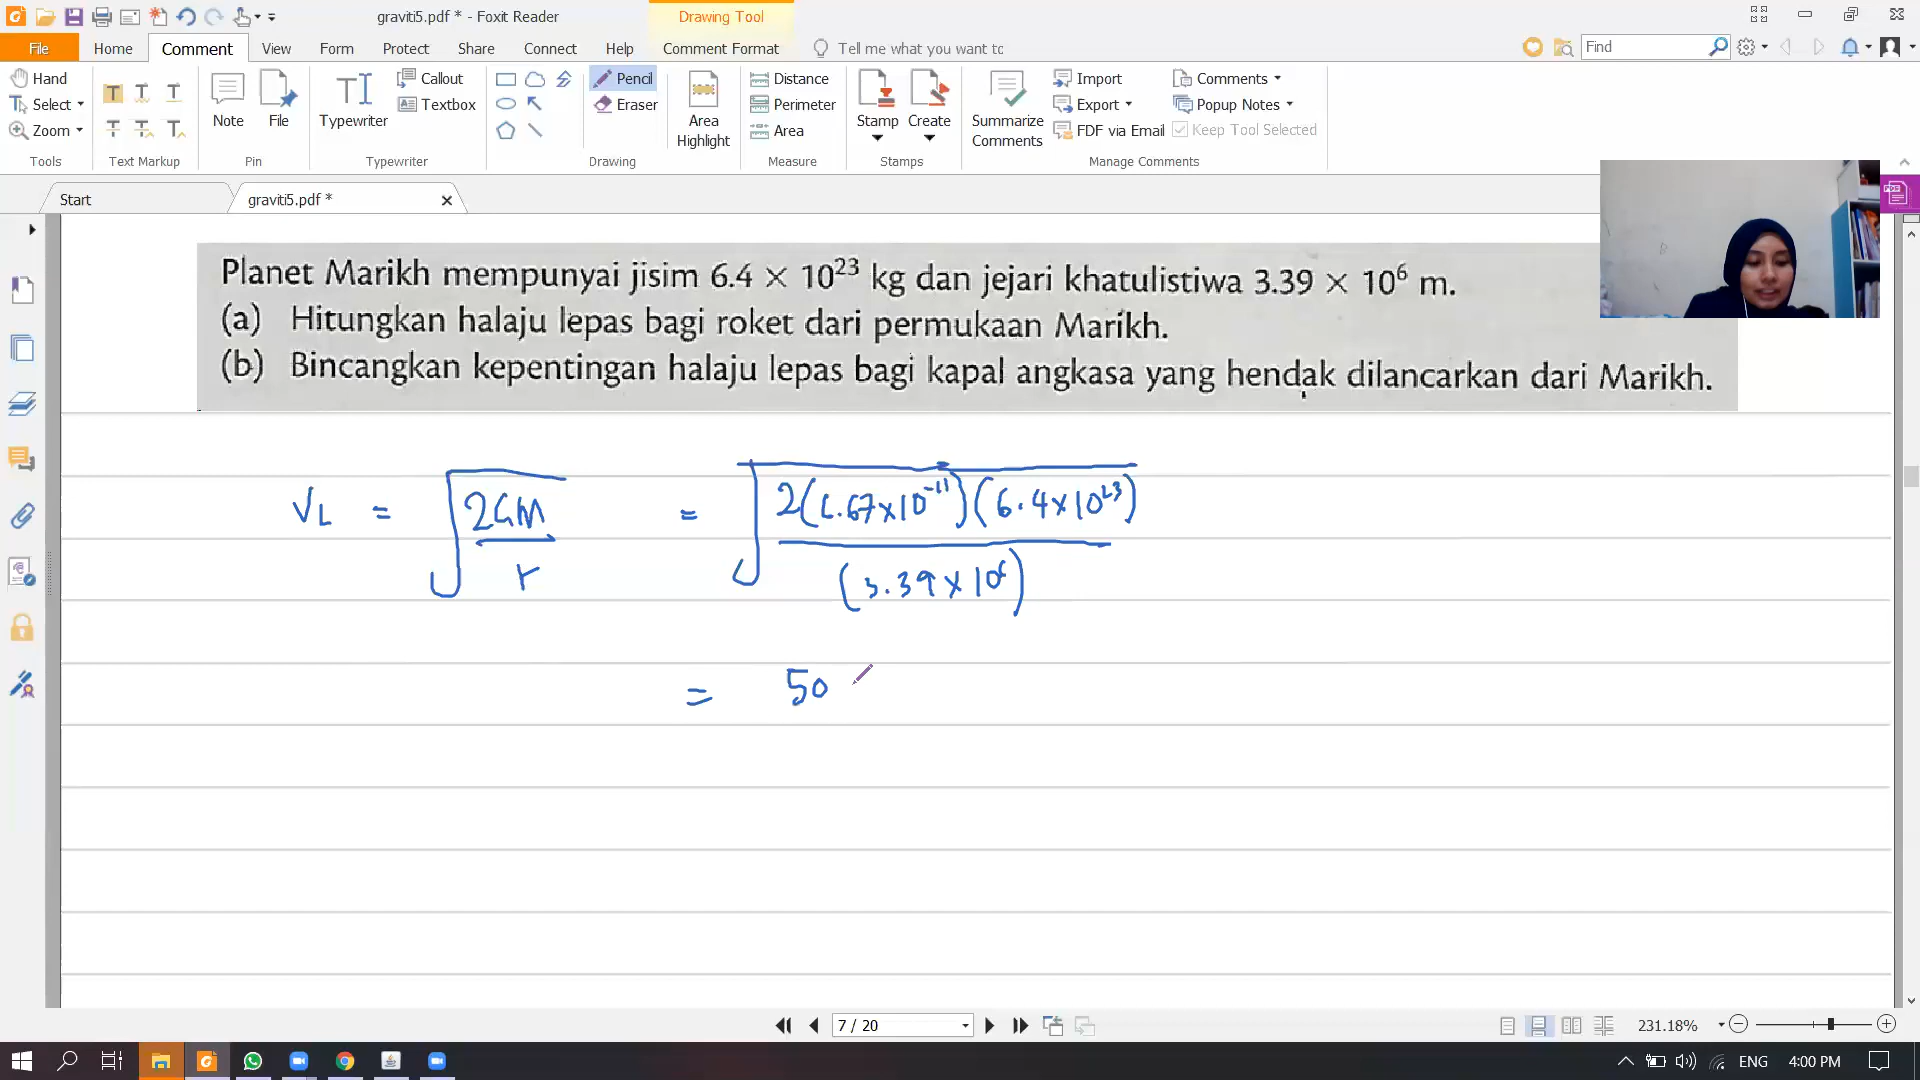 graviti5.pdf * - Foxit Reader
Drawing Tool
File Home Comment View Form Protect Share Connect Help Comment Format Tell me what you want to Find
Hand Select Zoom Tools
Text Markup
Note File Pin
Typewriter Callout Textbox Typewriter
Pencil Eraser Area Highlight Drawing
Distance Perimeter Area Measure
Stamp Create Stamps
Summarize Comments Import Export FDF via Email Comments Popup Notes Keep Tool Selected Manage Comments
Start graviti5.pdf *
Planet Marikh mempunyai jisim 6.4 × 10²³ kg dan jejari khatulistiwa 3.39 × 10⁶ m.
(a) Hitungkan halaju lepas bagi roket dari permukaan Marikh.
(b) Bincangkan kepentingan halaju lepas bagi kapal angkasa yang hendak dilancarkan dari Marikh.
V_L = √(2GM / r) = √(2(6.67×10⁻¹¹)(6.4×10²³) / (3.39×10⁶))
= 50
7 / 20
231.18%
ENG 4:00 PM